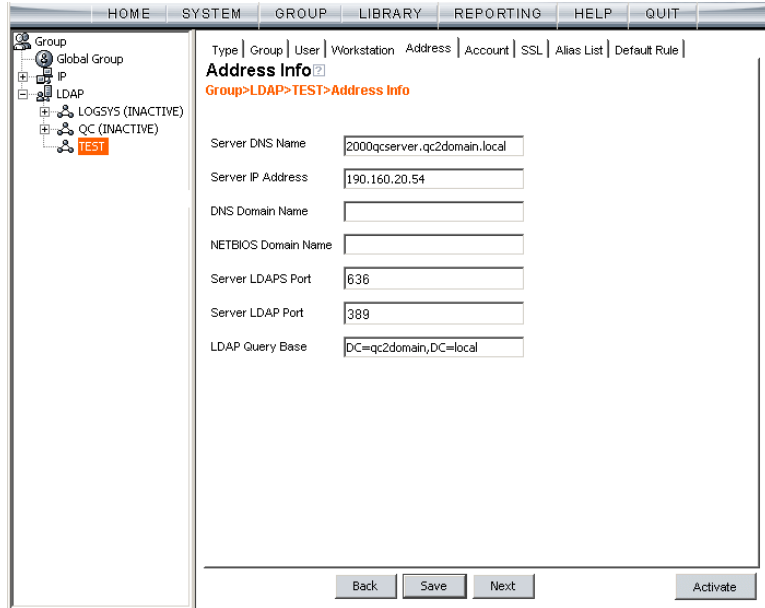 HOME SYSTEM GROUP LIBRARY REPORTING HELP QUIT
Group
Global Group
IP
LDAP
LOGSYS (INACTIVE)
QC (INACTIVE)
TEST
Type Group User Workstation Address Account SSL Alias List Default Rule
Address Info?
Group>LDAP>TEST>Address Info
Server DNS Name 2000qcserver.qc2domain.local
Server IP Address 190.160.20.54
DNS Domain Name
NETBIOS Domain Name
Server LDAPS Port 636
Server LDAP Port 389
LDAP Query Base DC=qc2domain,DC=local
Back Save Next Activate